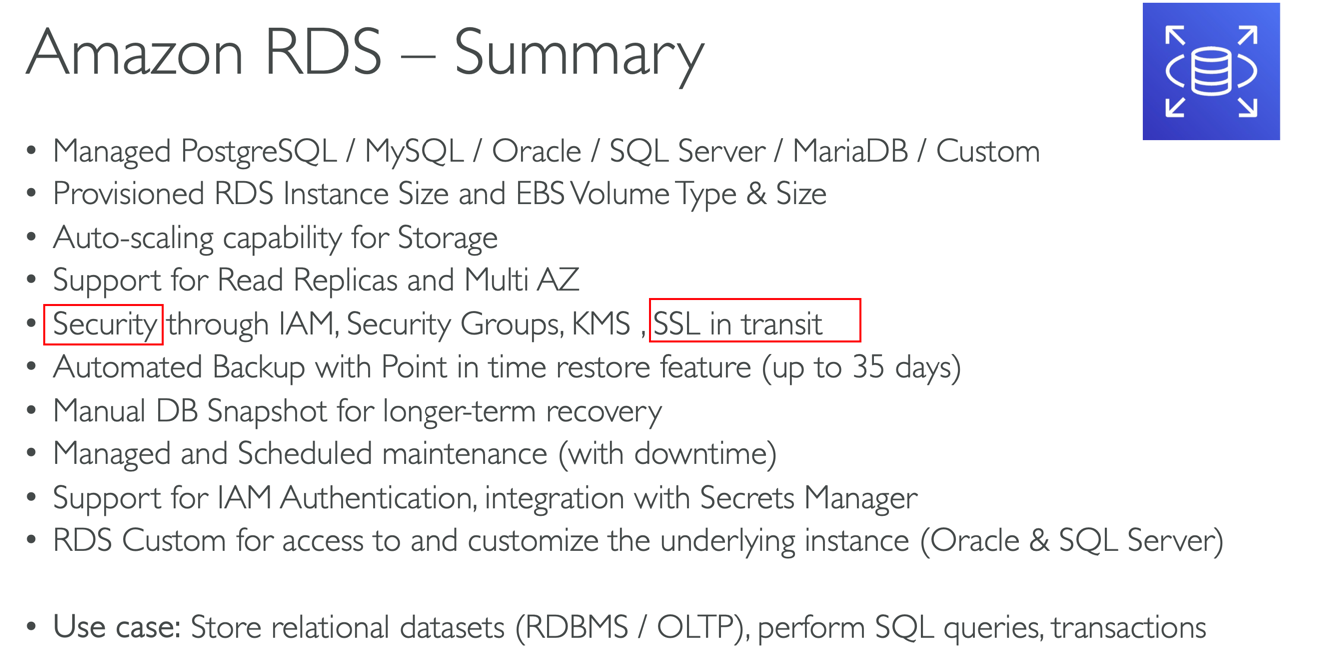 Amazon RDS – Summary
• Managed PostgreSQL / MySQL / Oracle / SQL Server / MariaDB / Custom
• Provisioned RDS Instance Size and EBS Volume Type & Size
• Auto-scaling capability for Storage
• Support for Read Replicas and Multi AZ
• Security through IAM, Security Groups, KMS , SSL in transit
• Automated Backup with Point in time restore feature (up to 35 days)
• Manual DB Snapshot for longer-term recovery
• Managed and Scheduled maintenance (with downtime)
• Support for IAM Authentication, integration with Secrets Manager
• RDS Custom for access to and customize the underlying instance (Oracle & SQL Server)
• Use case: Store relational datasets (RDBMS / OLTP), perform SQL queries, transactions